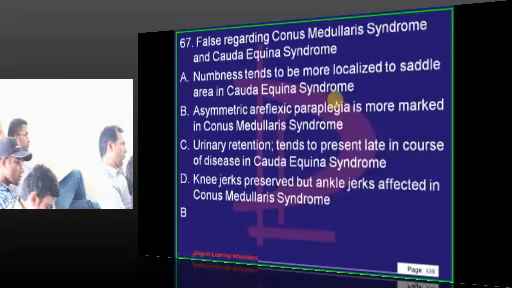 67. False regarding Conus Medullaris Syndrome
and Cauda Equina Syndrome
A. Numbness tends to be more localized to saddle
area in Cauda Equina Syndrome
B. Asymmetric areflexic paraplegia is more marked
in Conus Medullaris Syndrome
C. Urinary retention; tends to present late in course
of disease in Cauda Equina Syndrome
D. Knee jerks preserved but ankle jerks affected in
Conus Medullaris Syndrome
B
Learning Innovations
Page 336